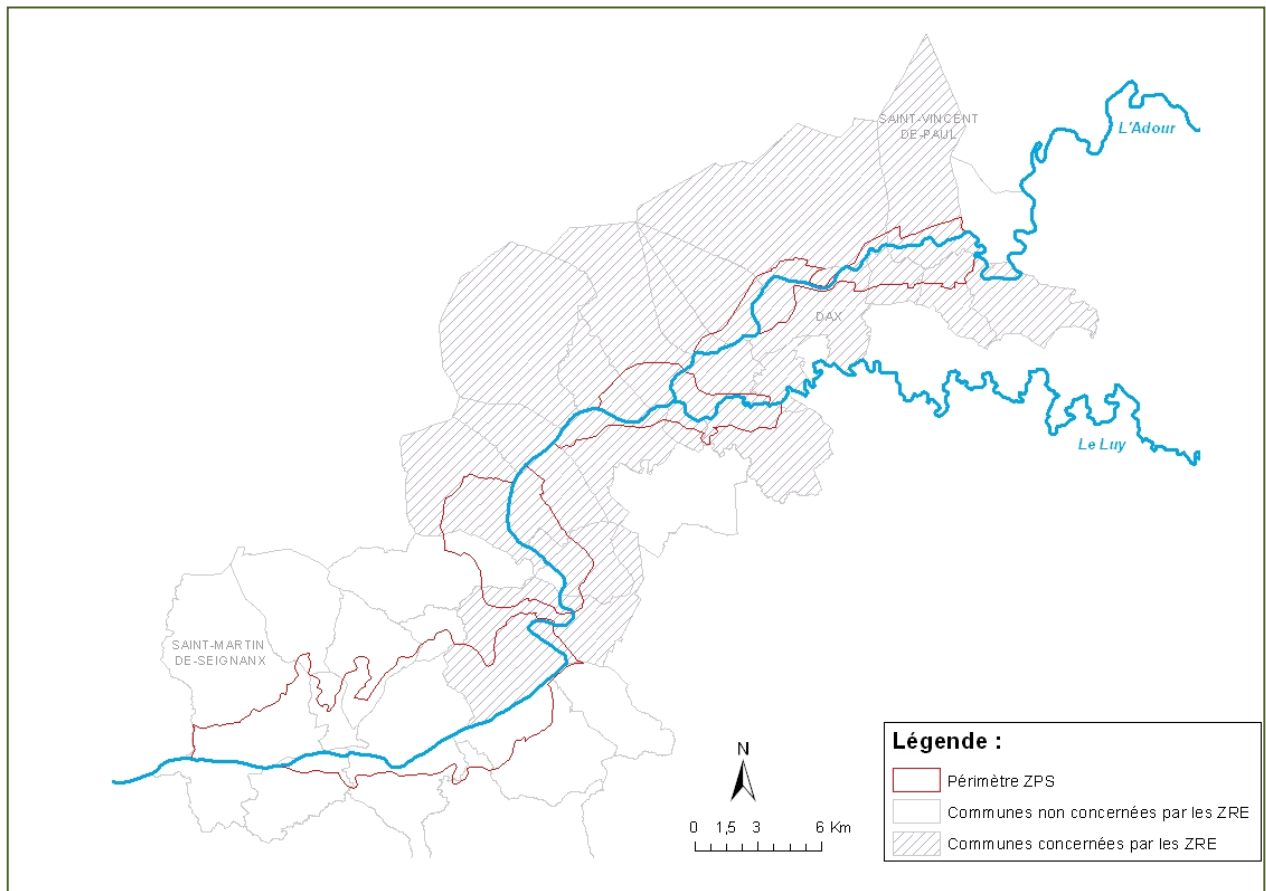 SAINT-VINCENT
DE-PAUL
L'Adour
DAX
Le Luy
SAINT-MARTIN
DE-SEIGNANX
N
0 1,5 3 6 Km
Légende :
Périmètre ZPS
Communes non concernées par les ZRE
Communes concernées par les ZRE